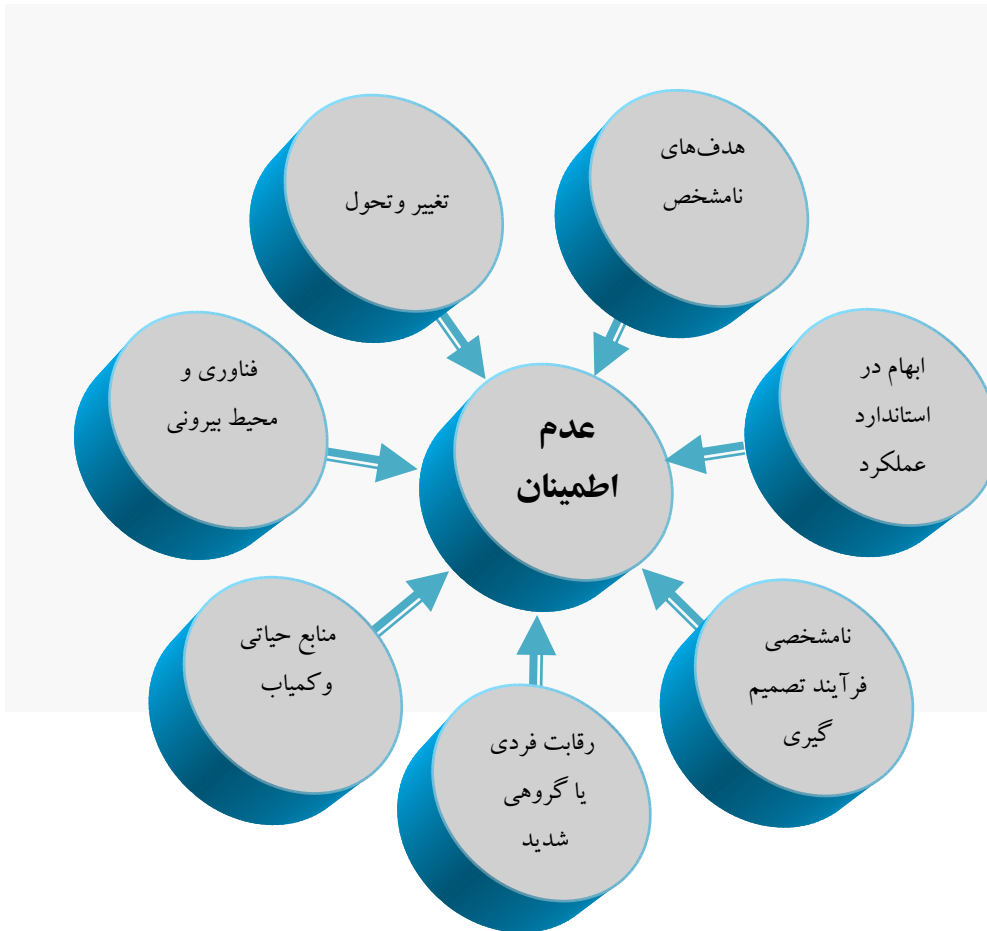 هدف‌های
نامشخص
تغییر وتحول
ابهام در
استاندارد
عملکرد
فناوری و
محیط بیرونی
عدم
اطمینان
نامشخصی
فرآیند تصمیم
گیری
منابع حیاتی
وکمیاب
رقابت فردی
یا گروهی
شدید